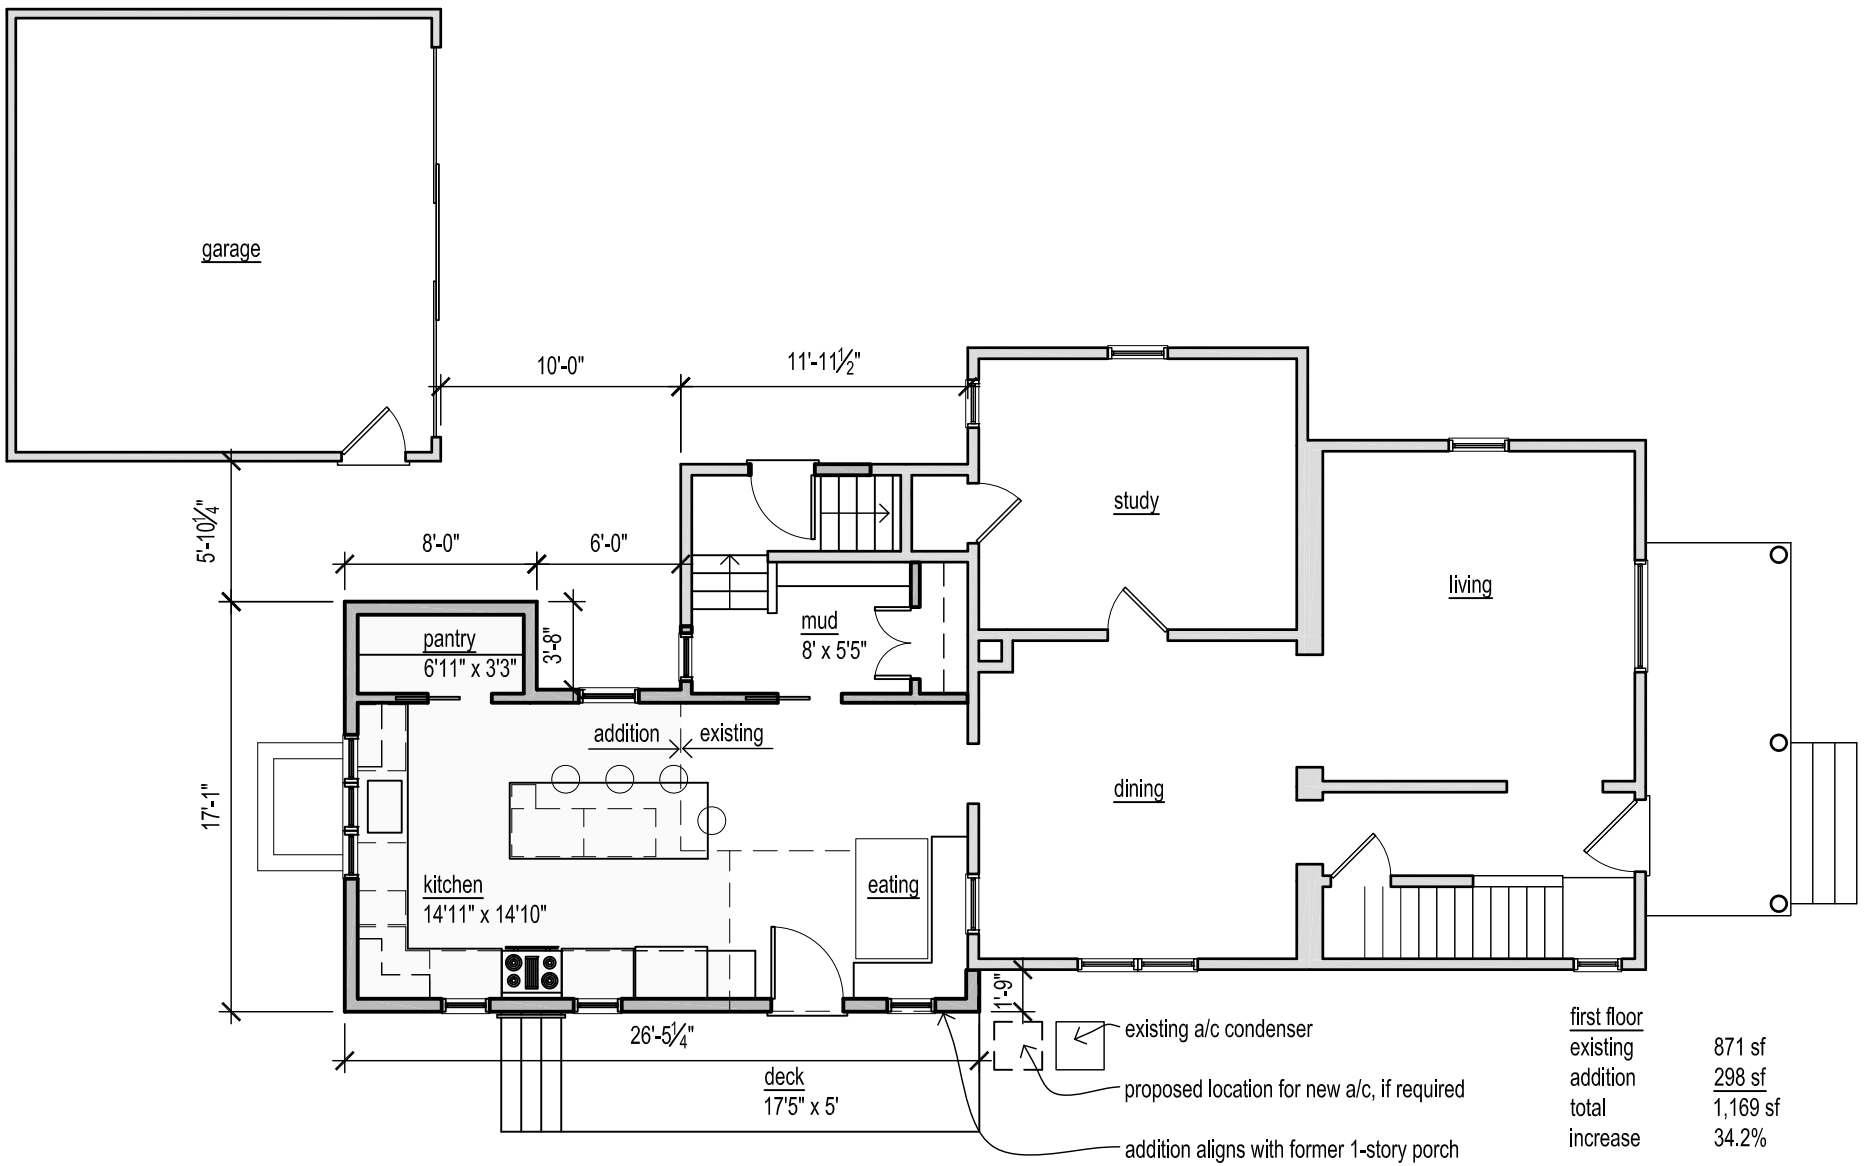 garage
10'-0"
11'-11½"
study
5'-10¼"
8'-0"
6'-0"
living
mud
8' x 5'5"
pantry
6'11" x 3'3"
3'-8"
addition
existing
17'-1"
dining
kitchen
14'11" x 14'10"
eating
1'-9"
26'-5¼"
existing a/c condenser
deck
17'5" x 5'
proposed location for new a/c, if required
addition aligns with former 1-story porch
first floor
existing 871 sf
addition 298 sf
total 1,169 sf
increase 34.2%